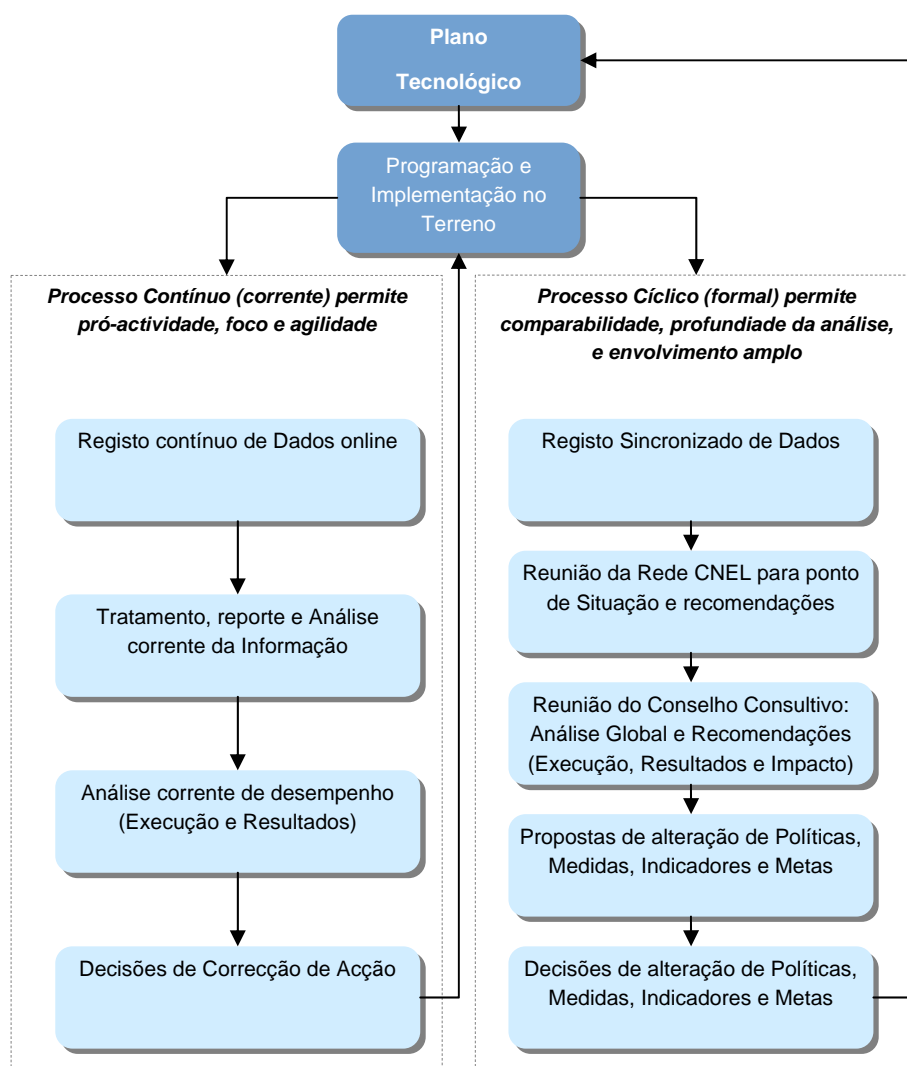 Plano
Tecnológico
Programação e
Implementação no
Terreno
Processo Contínuo (corrente) permite
pró-actividade, foco e agilidade
Registo contínuo de Dados online
Tratamento, reporte e Análise
corrente da Informação
Análise corrente de desempenho
(Execução e Resultados)
Decisões de Correcção de Acção
Processo Cíclico (formal) permite
comparabilidade, profundiade da análise,
e envolvimento amplo
Registo Sincronizado de Dados
Reunião da Rede CNEL para ponto
de Situação e recomendações
Reunião do Conselho Consultivo:
Análise Global e Recomendações
(Execução, Resultados e Impacto)
Propostas de alteração de Políticas,
Medidas, Indicadores e Metas
Decisões de alteração de Políticas,
Medidas, Indicadores e Metas